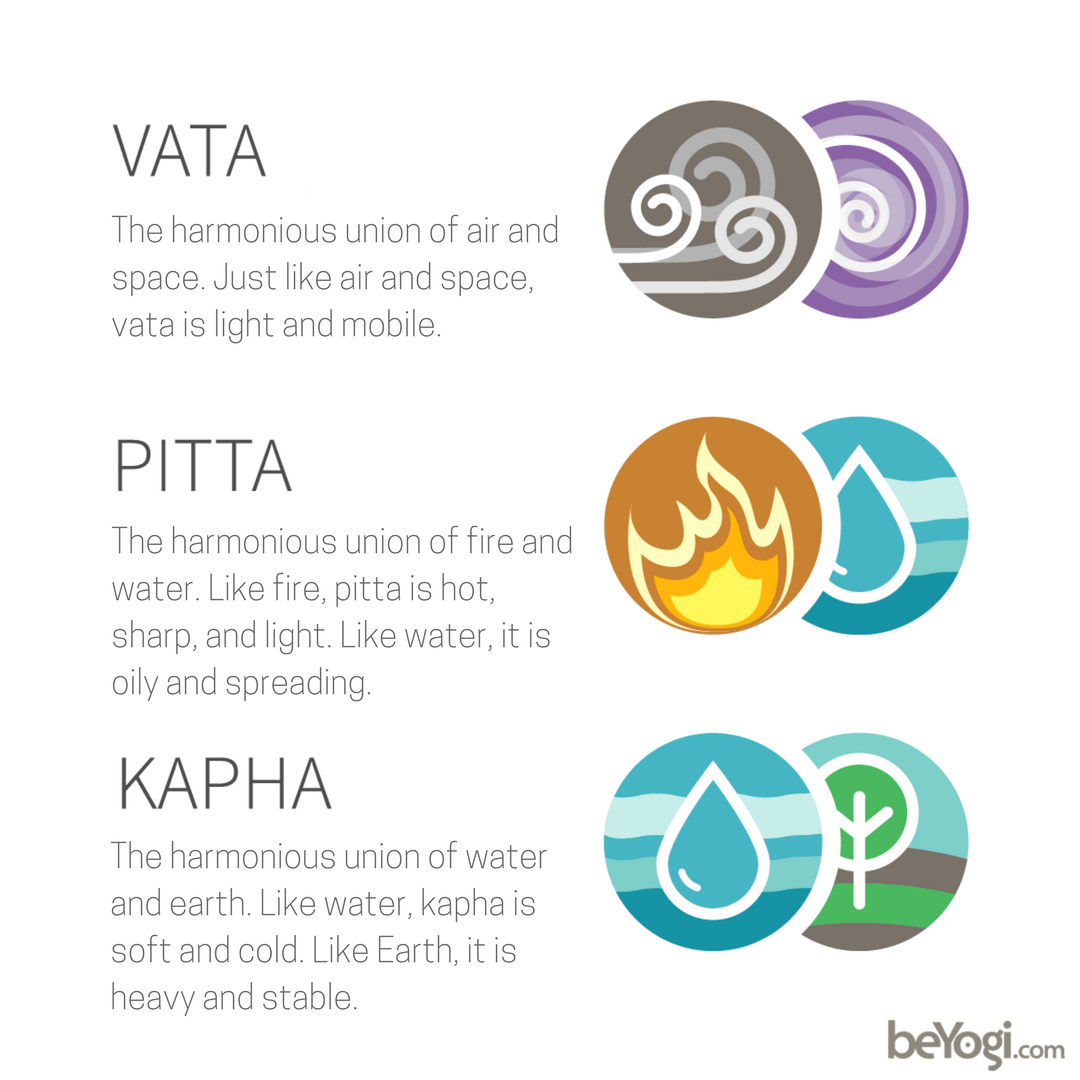 VATA
The harmonious union of air and
space. Just like air and space,
vata is light and mobile.
PITTA
The harmonious union of fire and
water. Like fire, pitta is hot,
sharp, and light. Like water, it is
oily and spreading.
KAPHA
The harmonious union of water
and earth. Like water, kapha is
soft and cold. Like Earth, it is
heavy and stable.
beYogi.com